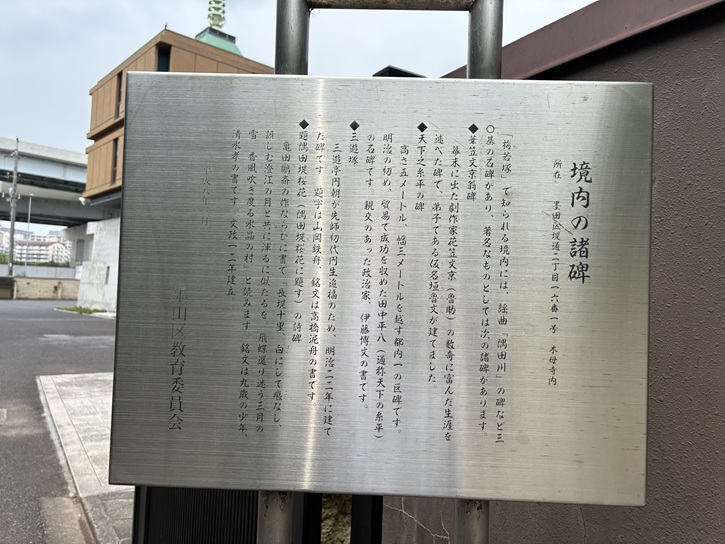 境内の諸碑
所在 墨田区堤通二丁目一六番一号 木母寺内
「梅若塚」で知られる境内には、謡曲「隅田川」の碑など三
〇基の石碑があり、著名なものとしては次の諸碑があります。
◆華笠文京翁碑
幕末に出た劇作家花笠文京(魯助)の数奇に富んだ生涯を
述べた碑で、弟子である仮名垣魯文が建てました。
◆天下之糸平の碑
高さ五メートル、幅三メートルを越す都内一の巨碑です。
明治の初め、貿易で成功を収めた田中平八(通称天下の糸平)
の石碑です。親交のあった政治家、伊藤博文の書です。
◆三遊塚
三遊亭円朝が先師初代円生追福のため、明治二二年に建て
た碑です。題字は山岡鉄舟、銘文は高橋泥舟の書です。
◆題隅田堤桜花(隅田堤桜花に題す)の詩碑
亀田鵬斎の作ならびに書て「長堤十里、白にして痕なし、
訝しむ澄江の月と共に渾るに似たるを、飛蝶還り迷う三月の
雪、香風吹き度る水晶の村」と読みます。銘文は九歳の少年、
清水孝の書です。文政一二年建立。
墨田区教育委員会